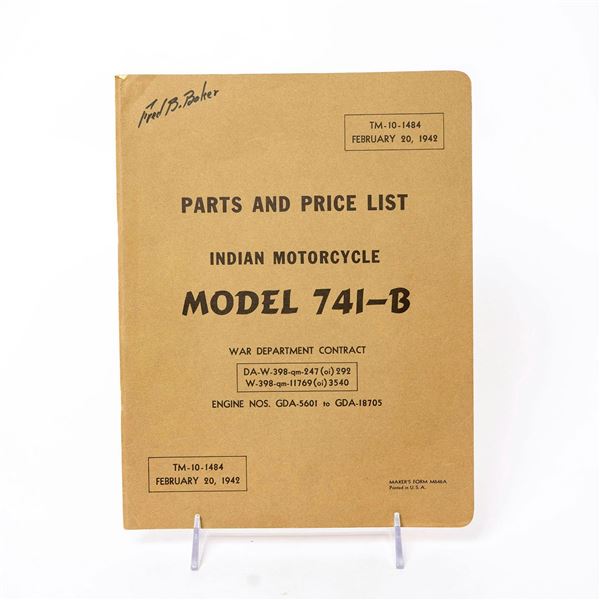 Fred B. Boher
TM-10-1484
FEBRUARY 20, 1942
PARTS AND PRICE LIST
INDIAN MOTORCYCLE
MODEL 741-B
WAR DEPARTMENT CONTRACT
DA-W-398-qm-247 (oi) 292
W-398-qm-11769 (oi) 3540
ENGINE NOS. GDA-5601 to GDA-18705
TM-10-1484
FEBRUARY 20, 1942
MAKER'S FORM M646A
Printed in U. S. A.